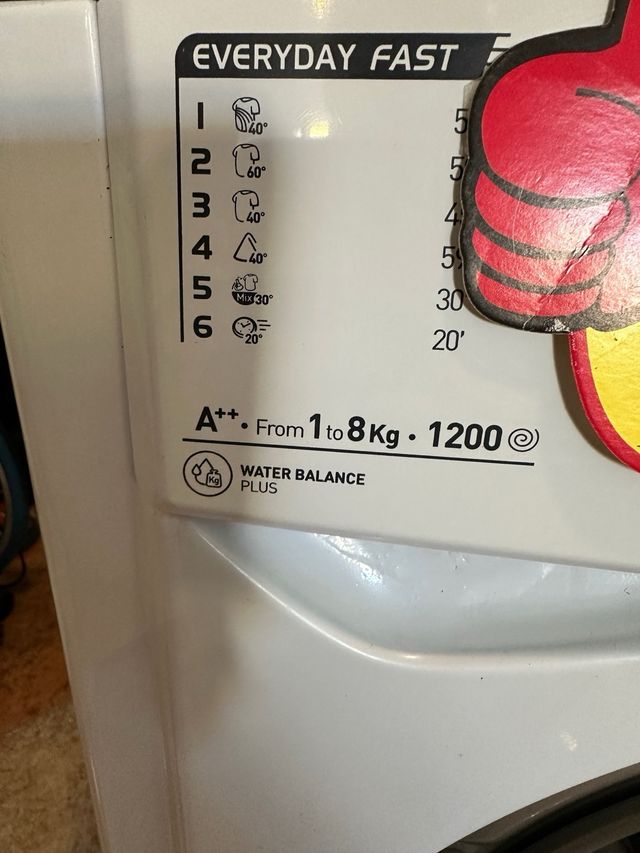 EVERYDAY FAST
1 40°
2 60°
3 40°
4 40°
5 Mix 30° 30
6 20° 20'
A++ • From 1 to 8 Kg • 1200
Kg
WATER BALANCE
PLUS